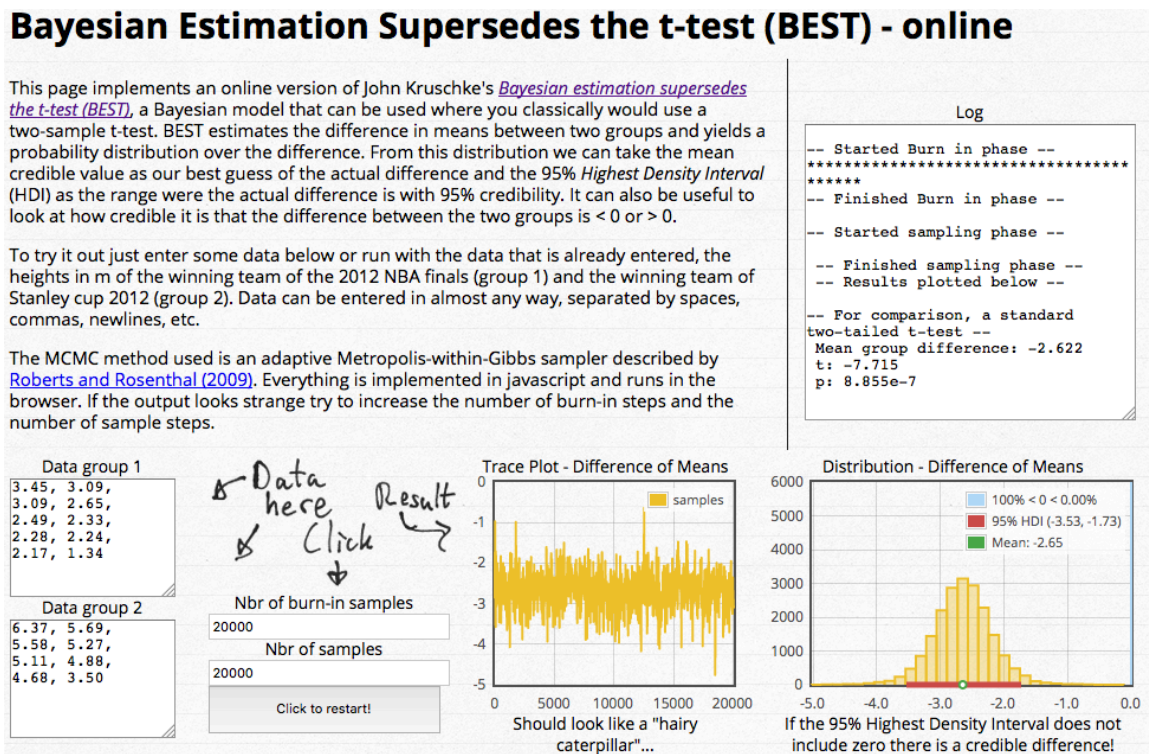 Bayesian Estimation Supersedes the t-test (BEST) - online
This page implements an online version of John Kruschke's Bayesian estimation supersedes
the t-test (BEST), a Bayesian model that can be used where you classically would use a
two-sample t-test. BEST estimates the difference in means between two groups and yields a
probability distribution over the difference. From this distribution we can take the mean
credible value as our best guess of the actual difference and the 95% Highest Density Interval
(HDI) as the range were the actual difference is with 95% credibility. It can also be useful to
look at how credible it is that the difference between the two groups is < 0 or > 0.
To try it out just enter some data below or run with the data that is already entered, the
heights in m of the winning team of the 2012 NBA finals (group 1) and the winning team of
Stanley cup 2012 (group 2). Data can be entered in almost any way, separated by spaces,
commas, newlines, etc.
The MCMC method used is an adaptive Metropolis-within-Gibbs sampler described by
Roberts and Rosenthal (2009). Everything is implemented in javascript and runs in the
browser. If the output looks strange try to increase the number of burn-in steps and the
number of sample steps.
Log
-- Started Burn in phase --
**********************************
******
-- Finished Burn in phase --
-- Started sampling phase --
-- Finished sampling phase --
-- Results plotted below --
-- For comparison, a standard
two-tailed t-test --
Mean group difference: -2.622
t: -7.715
p: 8.855e-7
Data group 1
3.45, 3.09,
3.09, 2.65,
2.49, 2.33,
2.28, 2.24,
2.17, 1.34
Data group 2
6.37, 5.69,
5.58, 5.27,
5.11, 4.88,
4.68, 3.50
Data
here
Click
Result
Nbr of burn-in samples
20000
Nbr of samples
20000
Click to restart!
Trace Plot - Difference of Means
samples
0
-1
-2
-3
-4
-5
0 5000 10000 15000 20000
Should look like a "hairy
caterpillar"...
Distribution - Difference of Means
100% < 0 < 0.00%
95% HDI (-3.53, -1.73)
Mean: -2.65
6000
5000
4000
3000
2000
1000
0
-5.0 -4.0 -3.0 -2.0 -1.0 0.0
If the 95% Highest Density Interval does not
include zero there is a credible difference!